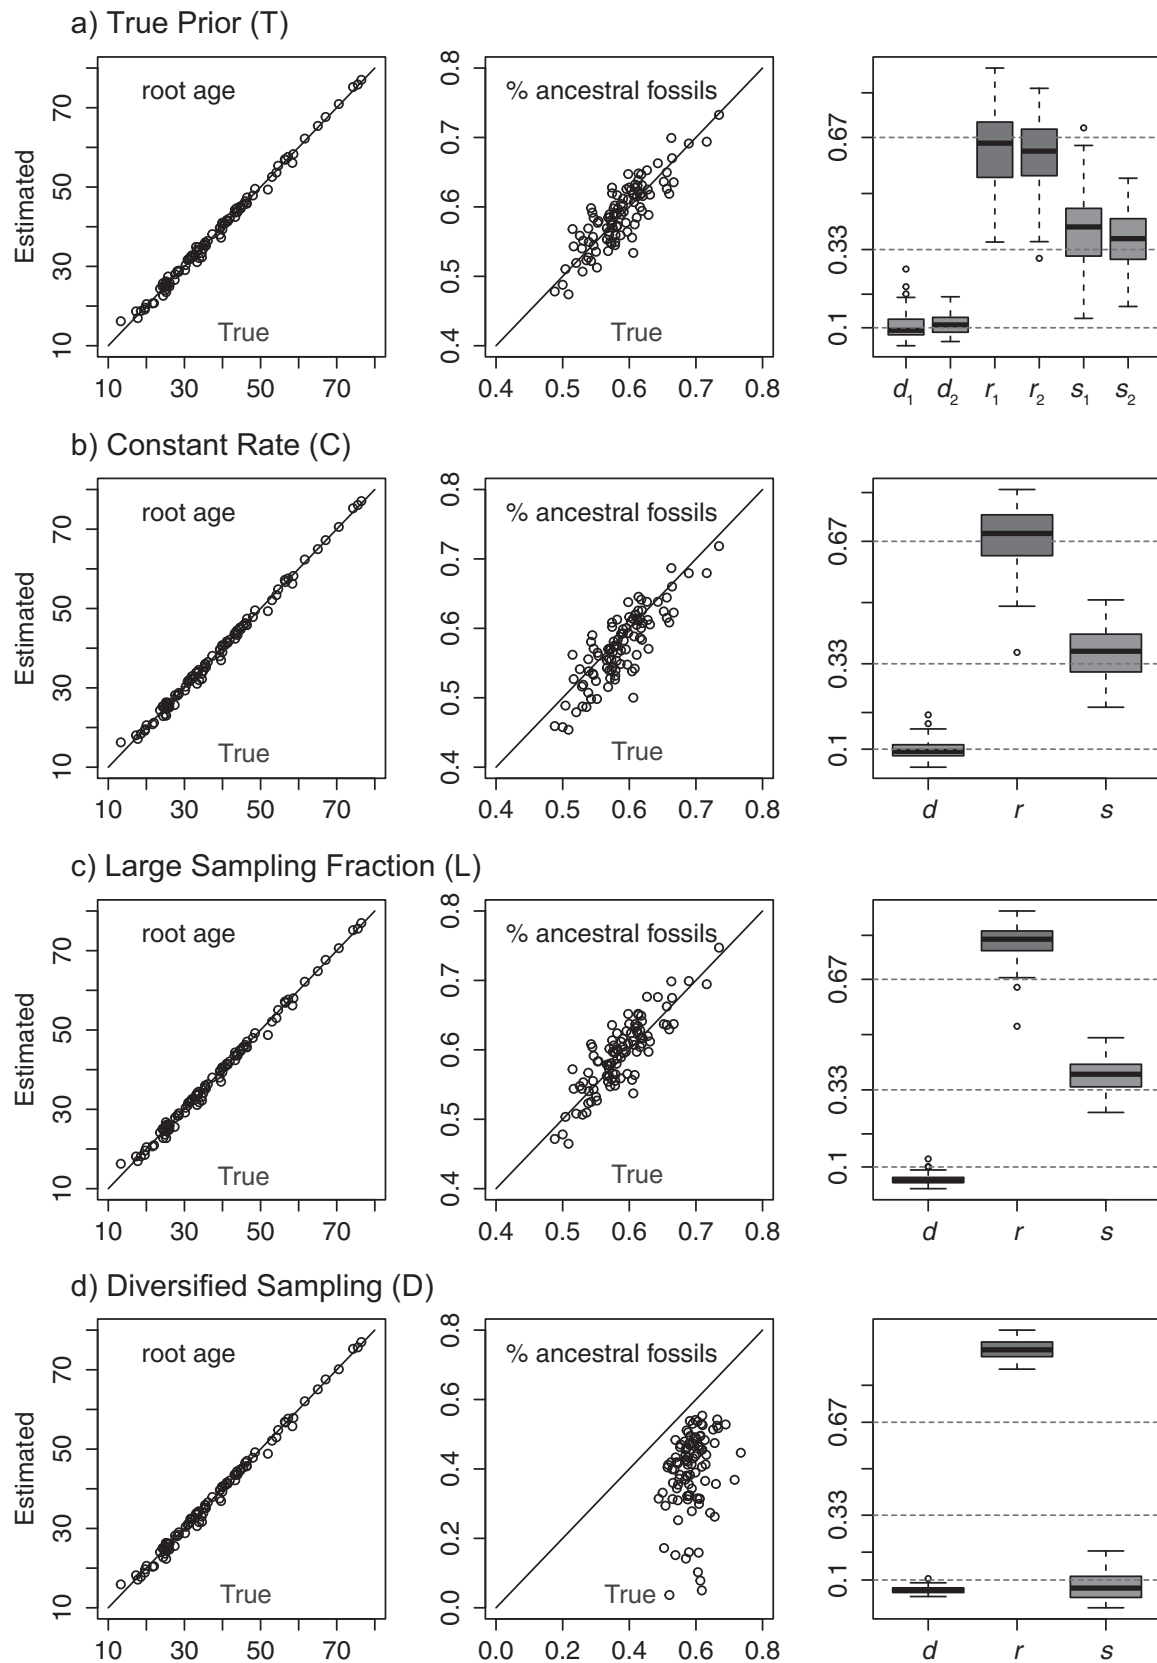 a) True Prior (T)
Estimated
10 30 50 70
root age
True
10 30 50 70
0.4 0.5 0.6 0.7 0.8
% ancestral fossils
True
0.4 0.5 0.6 0.7 0.8
0.1 0.33 0.67
d1 d2 r1 r2 s1 s2
b) Constant Rate (C)
Estimated
10 30 50 70
root age
True
10 30 50 70
0.4 0.5 0.6 0.7 0.8
% ancestral fossils
True
0.4 0.5 0.6 0.7 0.8
0.1 0.33 0.67
d r s
c) Large Sampling Fraction (L)
Estimated
10 30 50 70
root age
True
10 30 50 70
0.4 0.5 0.6 0.7 0.8
% ancestral fossils
True
0.4 0.5 0.6 0.7 0.8
0.1 0.33 0.67
d r s
d) Diversified Sampling (D)
Estimated
10 30 50 70
root age
True
10 30 50 70
0.0 0.2 0.4 0.6 0.8
% ancestral fossils
True
0.0 0.2 0.4 0.6 0.8
0.1 0.33 0.67
d r s